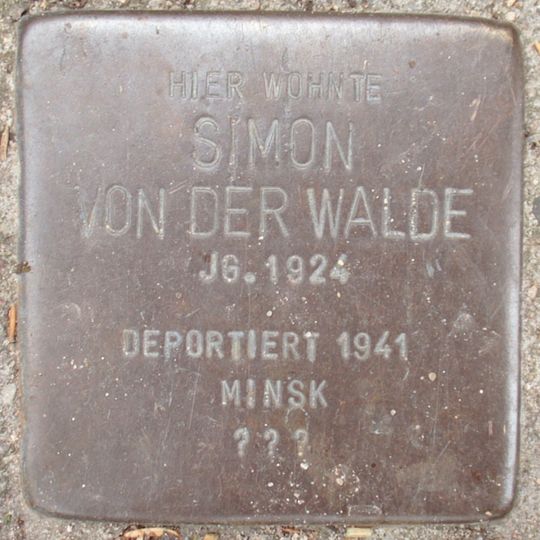 HIER WOHNTE
SIMON
VON DER WALDE
JG. 1924
DEPORTIERT 1941
MINSK
? ? ?